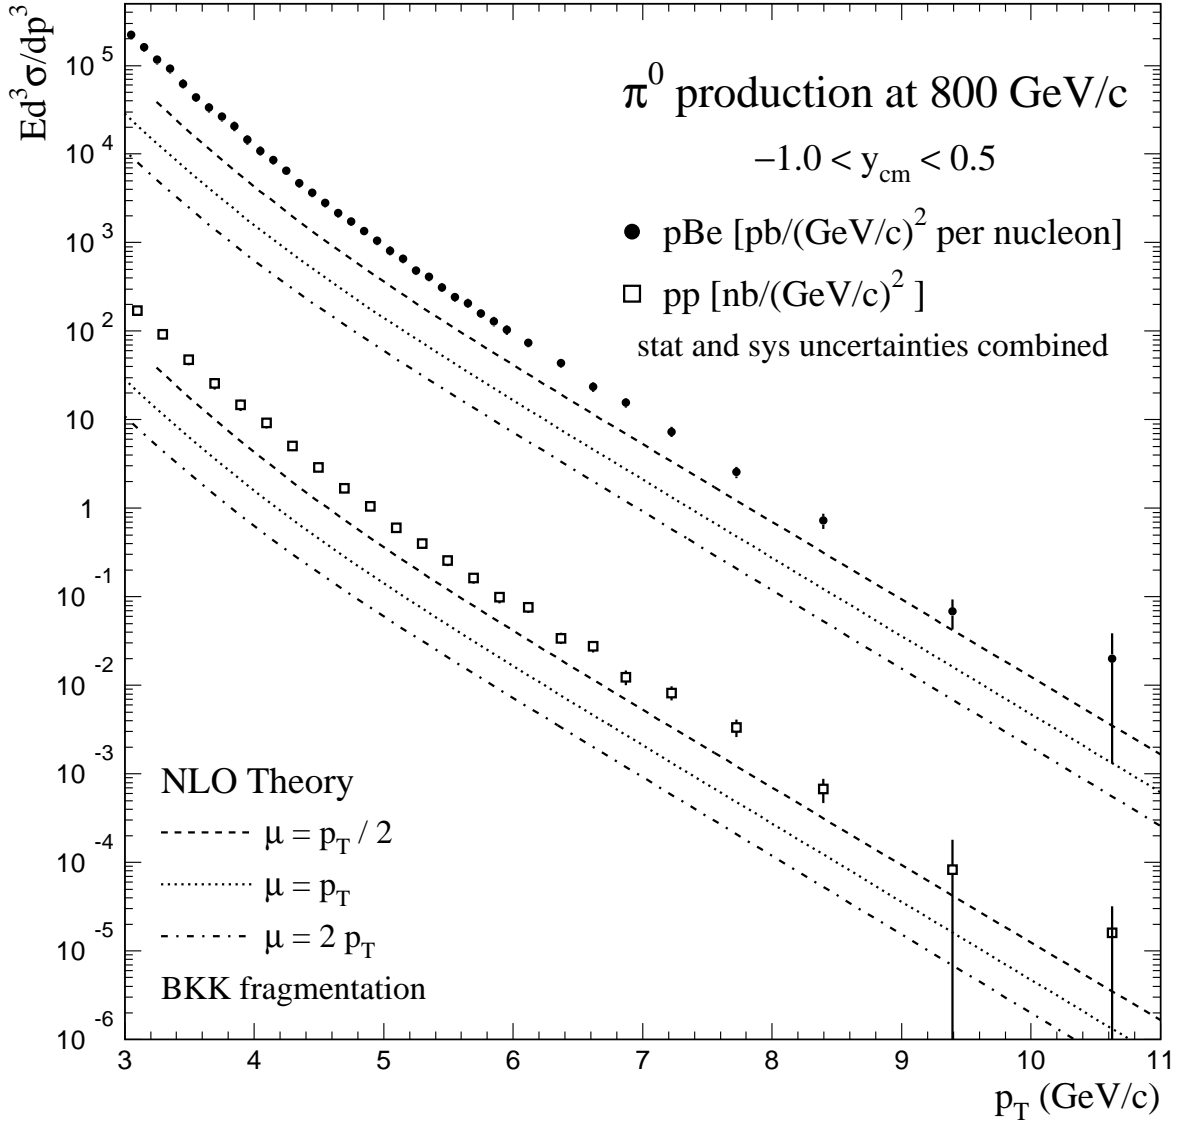 Ed³σ/dp³
π⁰ production at 800 GeV/c
−1.0 < y_cm < 0.5
pBe [pb/(GeV/c)² per nucleon]
pp [nb/(GeV/c)² ]
stat and sys uncertainties combined
10⁵
10⁴
10³
10²
10
1
10⁻¹
10⁻²
10⁻³
10⁻⁴
10⁻⁵
10⁻⁶
NLO Theory
μ = p_T / 2
μ = p_T
μ = 2 p_T
BKK fragmentation
3 4 5 6 7 8 9 10 11
p_T (GeV/c)